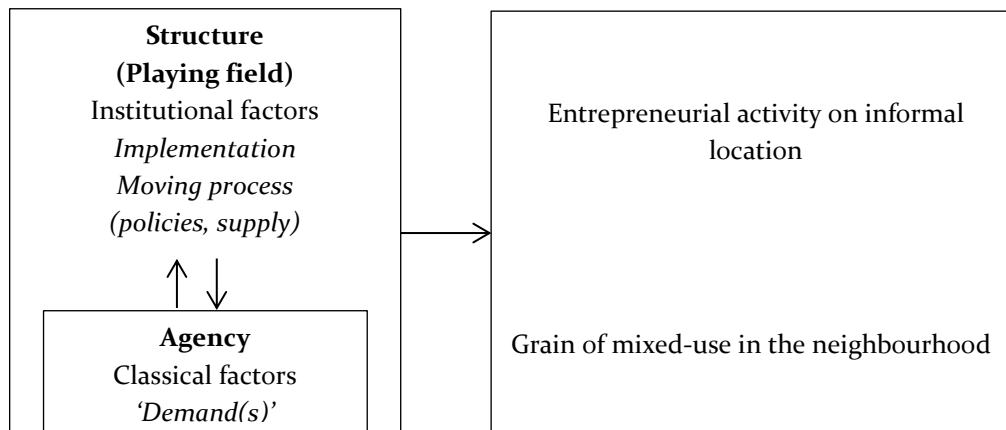 Structure
(Playing field)
Institutional factors
Implementation
Moving process
(policies, supply)
Agency
Classical factors
‘Demand(s)’
Entrepreneurial activity on informal
location
Grain of mixed-use in the neighbourhood